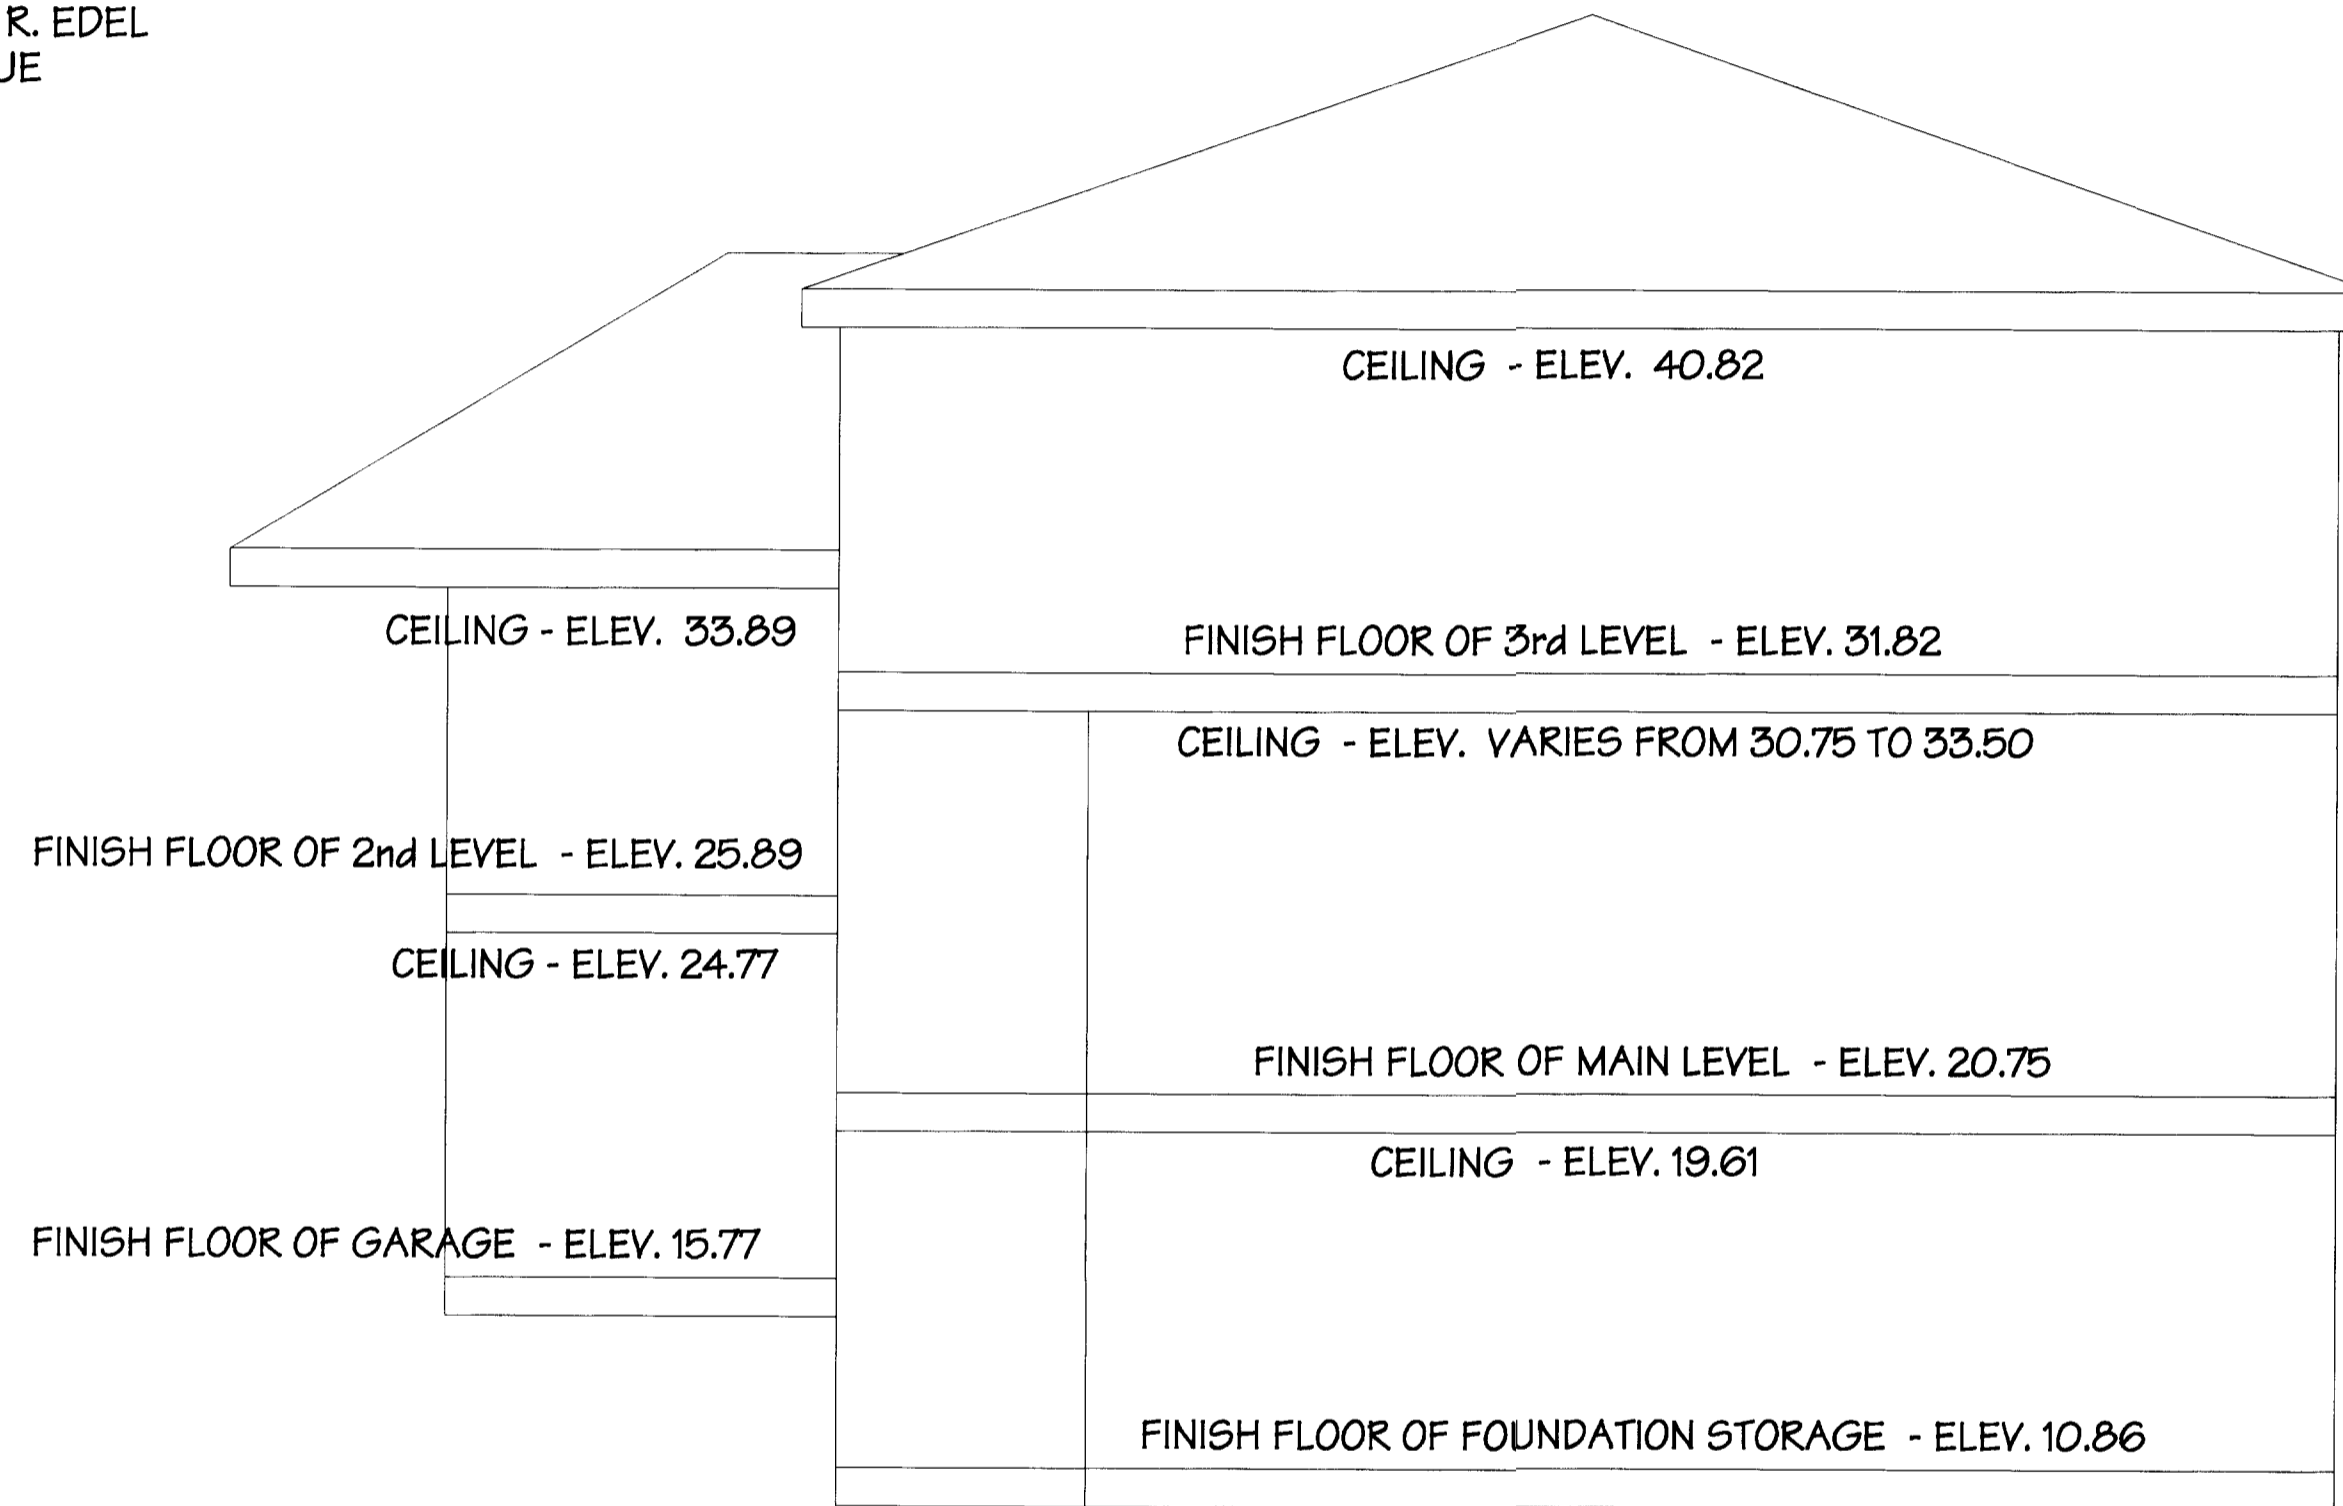 R. EDEL
UE
CEILING - ELEV. 40.82
CEILING - ELEV. 33.89
FINISH FLOOR OF 3rd LEVEL - ELEV. 31.82
CEILING - ELEV. VARIES FROM 30.75 TO 33.50
FINISH FLOOR OF 2nd LEVEL - ELEV. 25.89
CEILING - ELEV. 24.77
FINISH FLOOR OF MAIN LEVEL - ELEV. 20.75
CEILING - ELEV. 19.61
FINISH FLOOR OF GARAGE - ELEV. 15.77
FINISH FLOOR OF FOUNDATION STORAGE - ELEV. 10.86